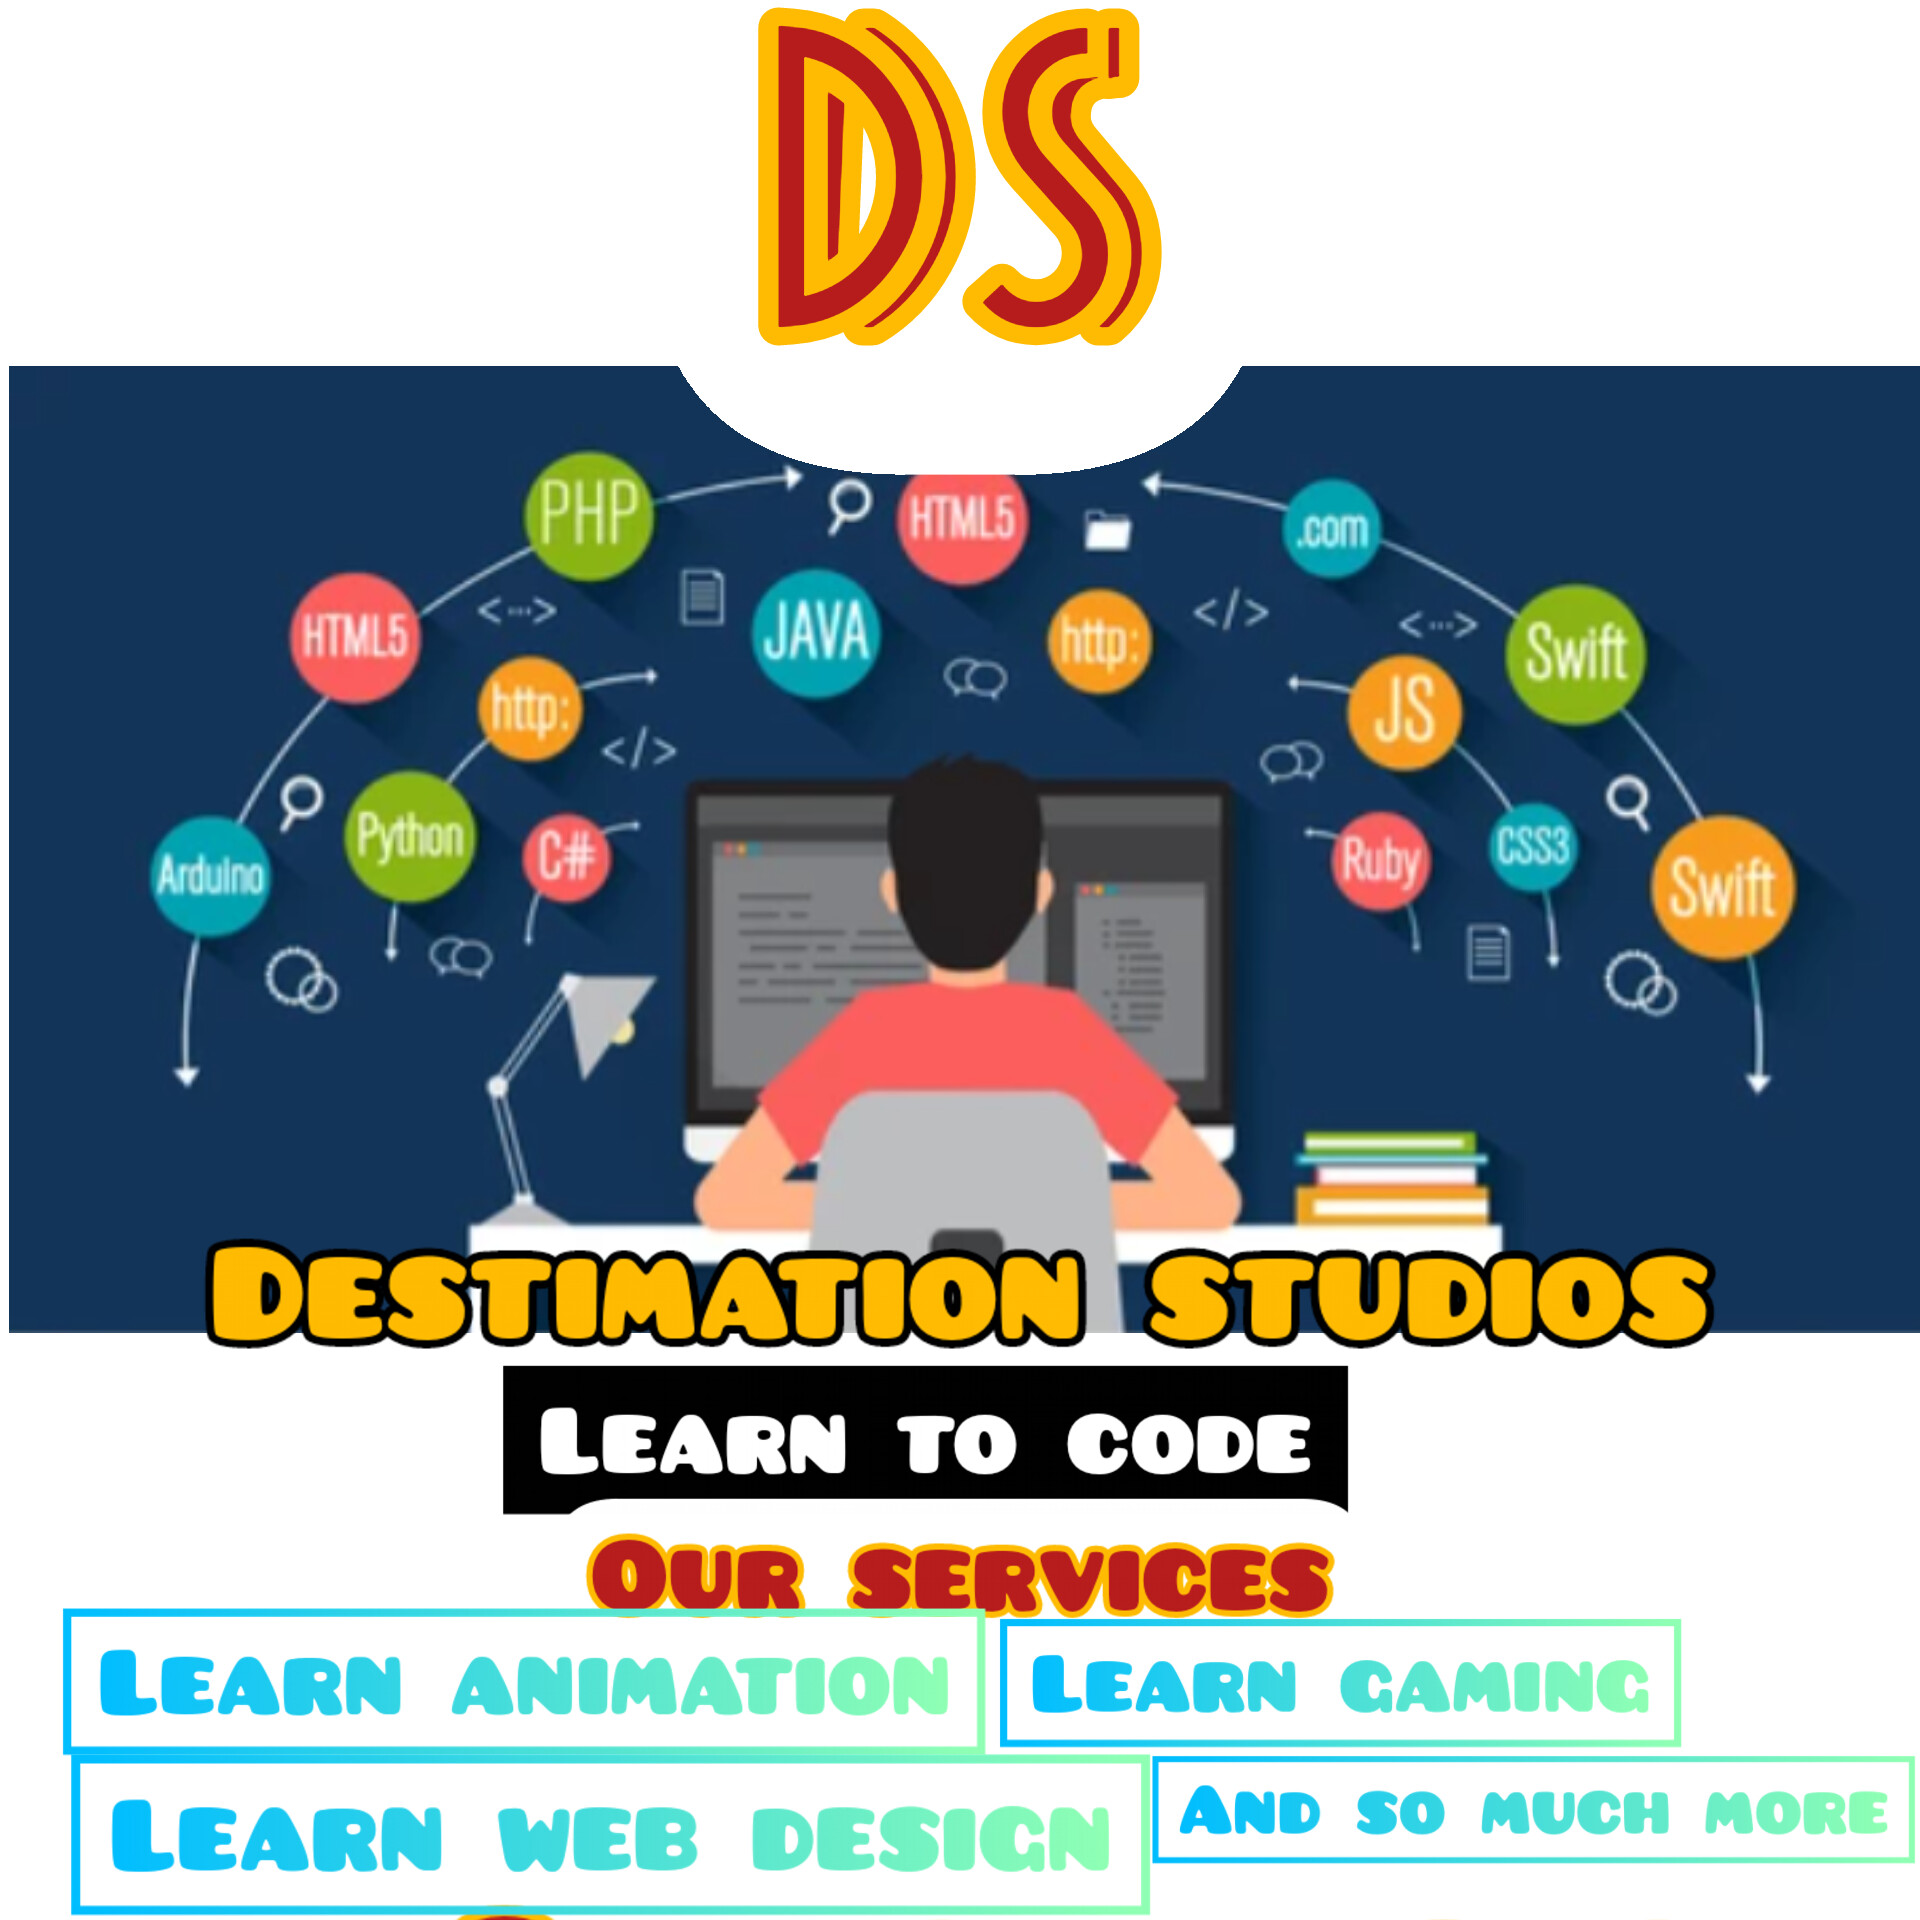 DS
PHP
HTML5
.com
HTML5
JAVA
http:
Swift
http:
JS
Python
C#
Ruby
CSS3
Arduino
Swift
DESTIMATION STUDIOS
LEARN TO CODE
OUR SERVICES
LEARN ANIMATION
LEARN GAMING
LEARN WEB DESIGN
AND SO MUCH MORE